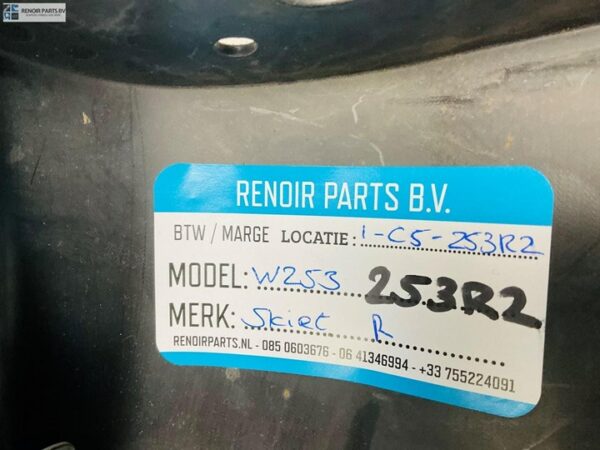 RENOIR PARTS BV
RENOIR PARTS B.V.
BTW / MARGE LOCATIE: 1-C5-253R2
MODEL: W253 253R2
MERK: Skirt R
RENOIRPARTS.NL - 085 0603676 - 06 41346994 - +33 755224091